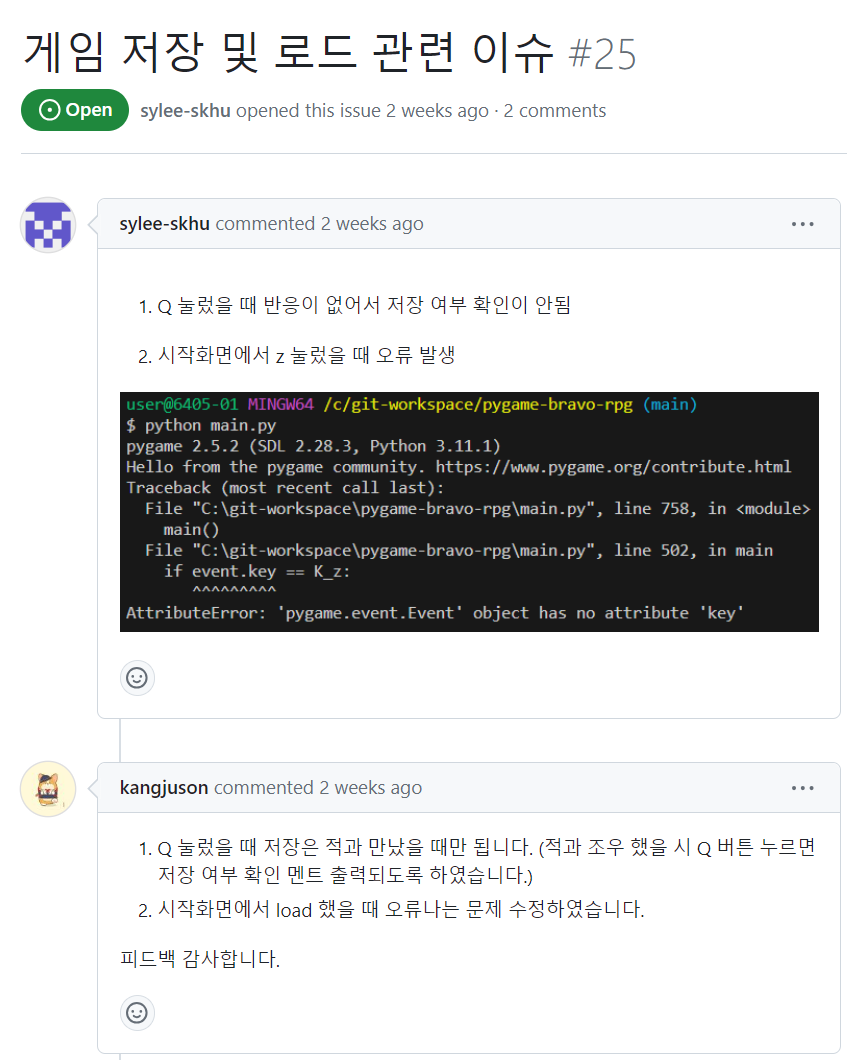 게임 저장 및 로드 관련 이슈 #25
Open sylee-skhu opened this issue 2 weeks ago · 2 comments
sylee-skhu commented 2 weeks ago
1. Q 눌렀을 때 반응이 없어서 저장 여부 확인이 안됨
2. 시작화면에서 z 눌렀을 때 오류 발생
user@6405-01 MINGW64 /c/git-workspace/pygame-bravo-rpg (main)
$ python main.py
pygame 2.5.2 (SDL 2.28.3, Python 3.11.1)
Hello from the pygame community. https://www.pygame.org/contribute.html
Traceback (most recent call last):
  File "C:\git-workspace\pygame-bravo-rpg\main.py", line 758, in <module>
    main()
  File "C:\git-workspace\pygame-bravo-rpg\main.py", line 502, in main
    if event.key == K_z:
       ^^^^^^^^^
AttributeError: 'pygame.event.Event' object has no attribute 'key'
kangjuson commented 2 weeks ago
1. Q 눌렀을 때 저장은 적과 만났을 때만 됩니다. (적과 조우 했을 시 Q 버튼 누르면
저장 여부 확인 멘트 출력되도록 하였습니다.)
2. 시작화면에서 load 했을 때 오류나는 문제 수정하였습니다.
피드백 감사합니다.